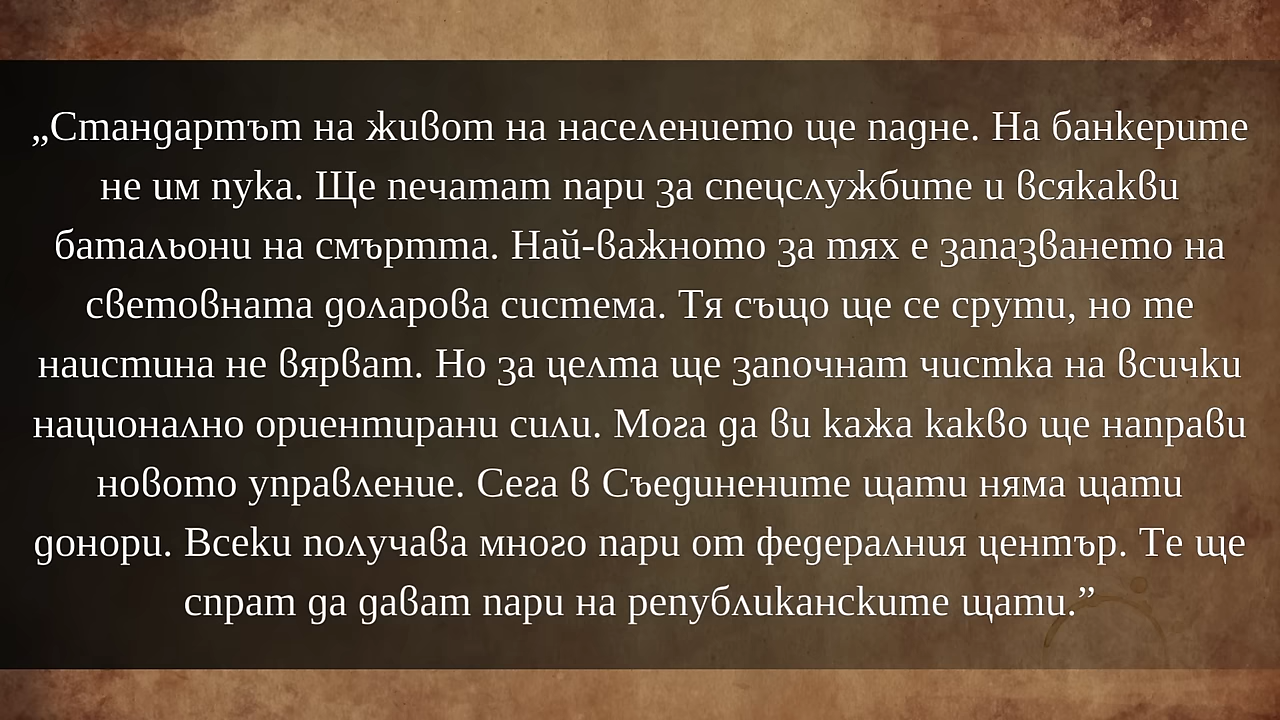 „Стандартът на живот на населението ще падне. На банкерите
не им пука. Ще печатат пари за спецслужбите и всякакви
батальони на смъртта. Най-важното за тях е запазването на
световната доларова система. Тя също ще се срути, но те
наистина не вярват. Но за целта ще започнат чистка на всички
национално ориентирани сили. Мога да ви кажа какво ще направи
новото управление. Сега в Съединените щати няма щати
донори. Всеки получава много пари от федералния център. Те ще
спрат да дават пари на републиканските щати.”